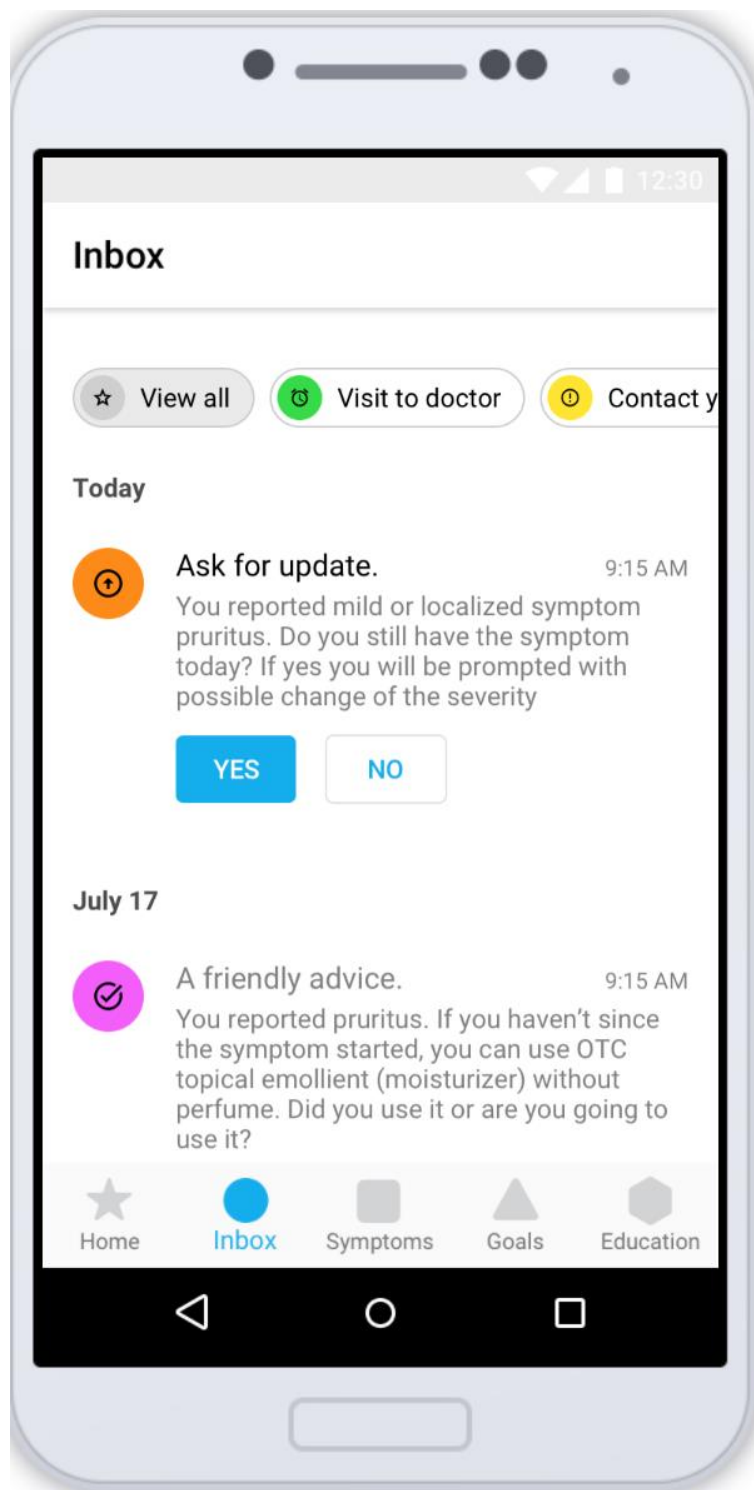 12:30
Inbox
View all
Visit to doctor
Contact y
Today
Ask for update.
9:15 AM
You reported mild or localized symptom
pruritus. Do you still have the symptom
today? If yes you will be prompted with
possible change of the severity
YES
NO
July 17
A friendly advice.
9:15 AM
You reported pruritus. If you haven’t since
the symptom started, you can use OTC
topical emollient (moisturizer) without
perfume. Did you use it or are you going to
use it?
Home
Inbox
Symptoms
Goals
Education